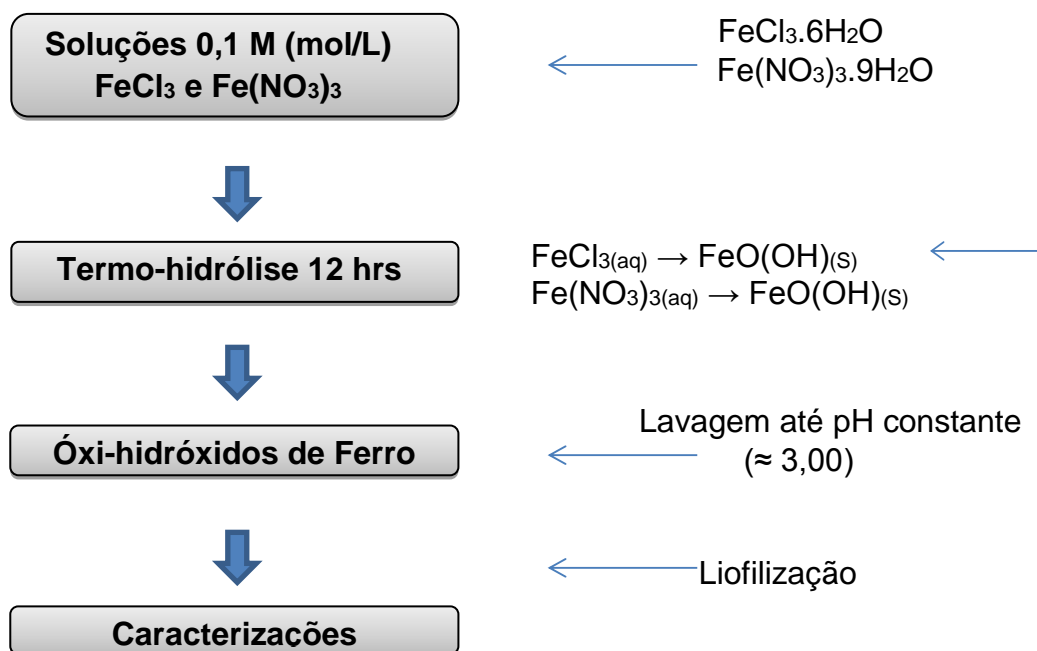 Soluções 0,1 M (mol/L)
FeCl₃ e Fe(NO₃)₃
FeCl₃.6H₂O
Fe(NO₃)₃.9H₂O
Termo-hidrólise 12 hrs
FeCl₃₍aq₎ → FeO(OH)₍S₎
Fe(NO₃)₃₍aq₎ → FeO(OH)₍S₎
Óxi-hidróxidos de Ferro
Lavagem até pH constante
(≈ 3,00)
Liofilização
Caracterizações